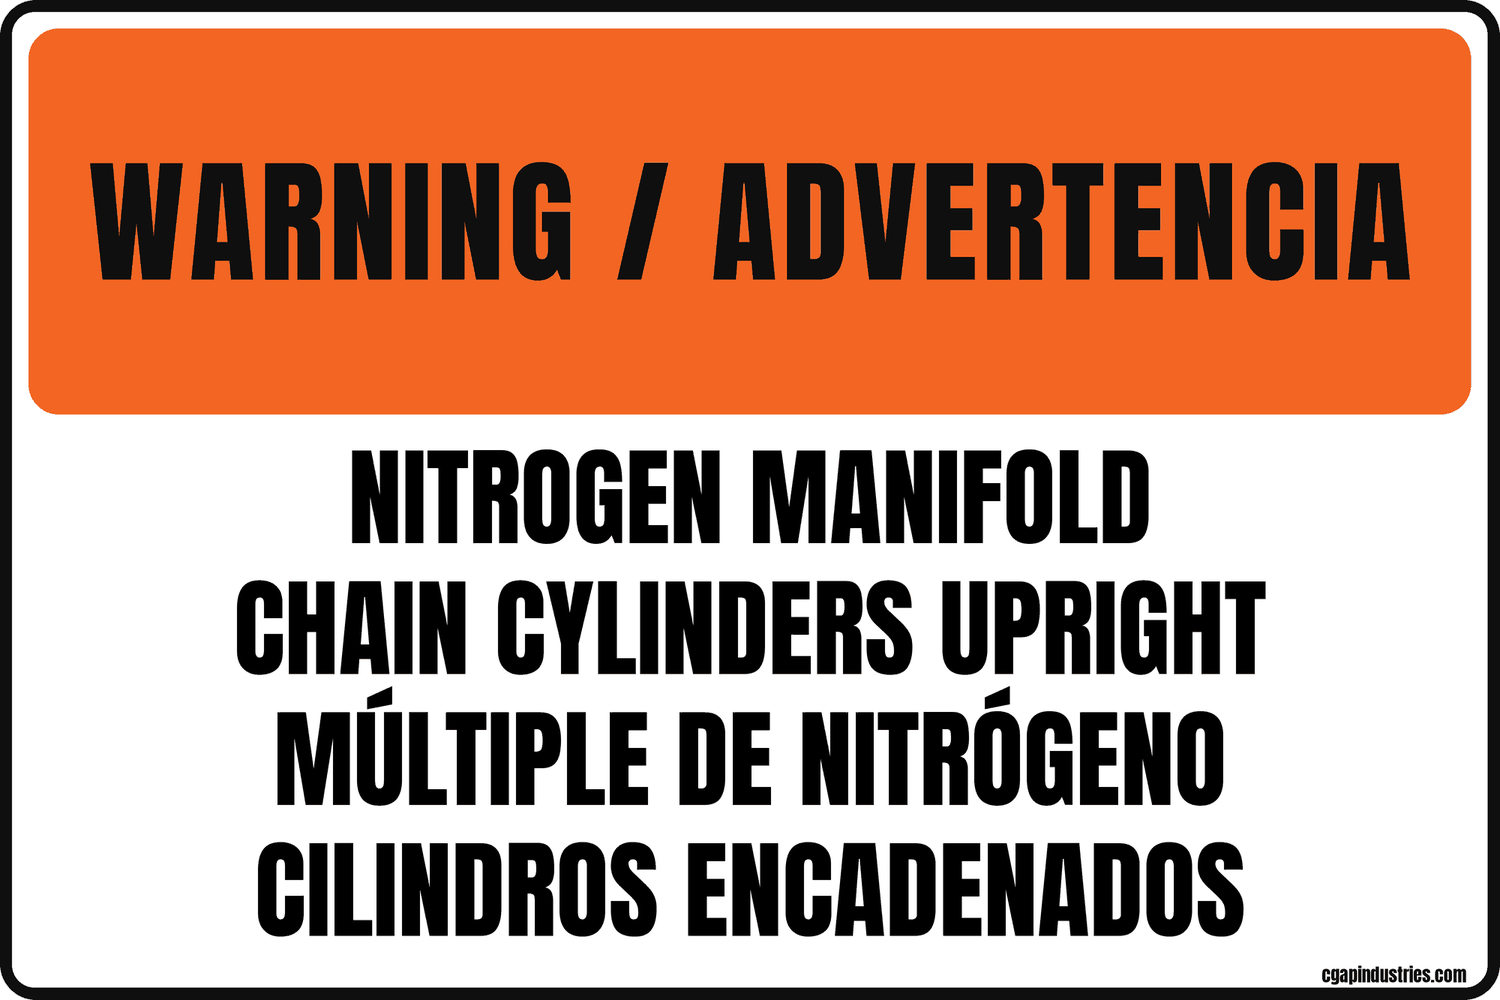 WARNING / ADVERTENCIA
NITROGEN MANIFOLD
CHAIN CYLINDERS UPRIGHT
MÚLTIPLE DE NITRÓGENO
CILINDROS ENCADENADOS
cgapindustries.com